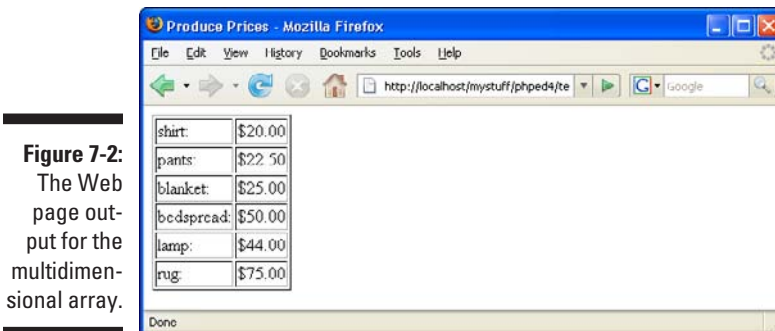 Produce Prices - Mozilla Firefox
File Edit View History Bookmarks Tools Help
http://localhost/mystuff/phped4/te
G Google
shirt: $20.00
pants: $22.50
blanket: $25.00
bedspread: $50.00
lamp: $44.00
rug: $75.00
Done
Figure 7-2:
The Web
page out-
put for the
multidimen-
sional array.